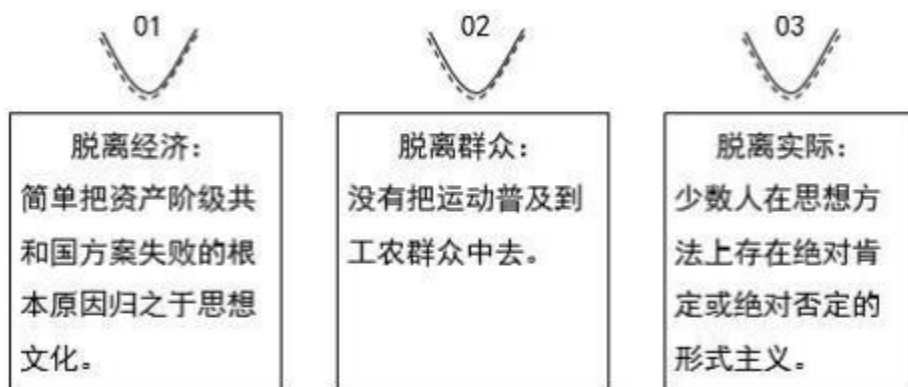 01
脱离经济：
简单把资产阶级共
和国方案失败的根
本原因归之于思想
文化。
02
脱离群众：
没有把运动普及到
工农群众中去。
03
脱离实际：
少数人在思想方
法上存在绝对肯
定或绝对否定的
形式主义。